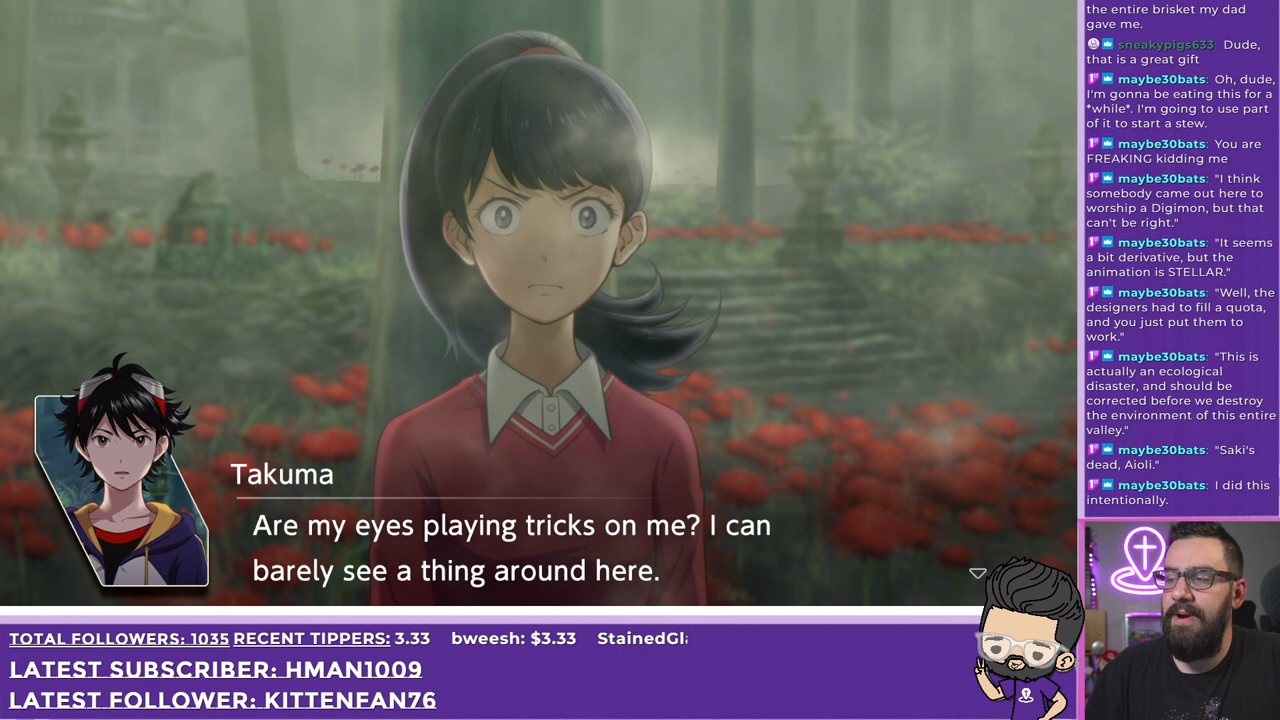 Takuma
Are my eyes playing tricks on me? I can
barely see a thing around here.
the entire brisket my dad
gave me.
sneakypigs633 Dude,
that is a great gift
maybe30bats: Oh, dude,
I'm gonna be eating this for a
*while*. I'm going to use part
of it to start a stew.
maybe30bats: You are
FREAKING kidding me
maybe30bats: "I think
somebody came out here to
worship a Digimon, but that
can't be right."
maybe30bats: "It seems
a bit derivative, but the
animation is STELLAR."
maybe30bats: "Well, the
designers had to fill a quota,
and you just put them to
work."
maybe30bats: "This is
actually an ecological
disaster, and should be
corrected before we destroy
the environment of this entire
valley."
maybe30bats: "Saki's
dead, Aioli."
maybe30bats: I did this
intentionally.
TOTAL FOLLOWERS: 1035 RECENT TIPPERS: 3.33 bweesh: $3.33 StainedGl
LATEST SUBSCRIBER: HMAN1009
LATEST FOLLOWER: KITTENFAN76